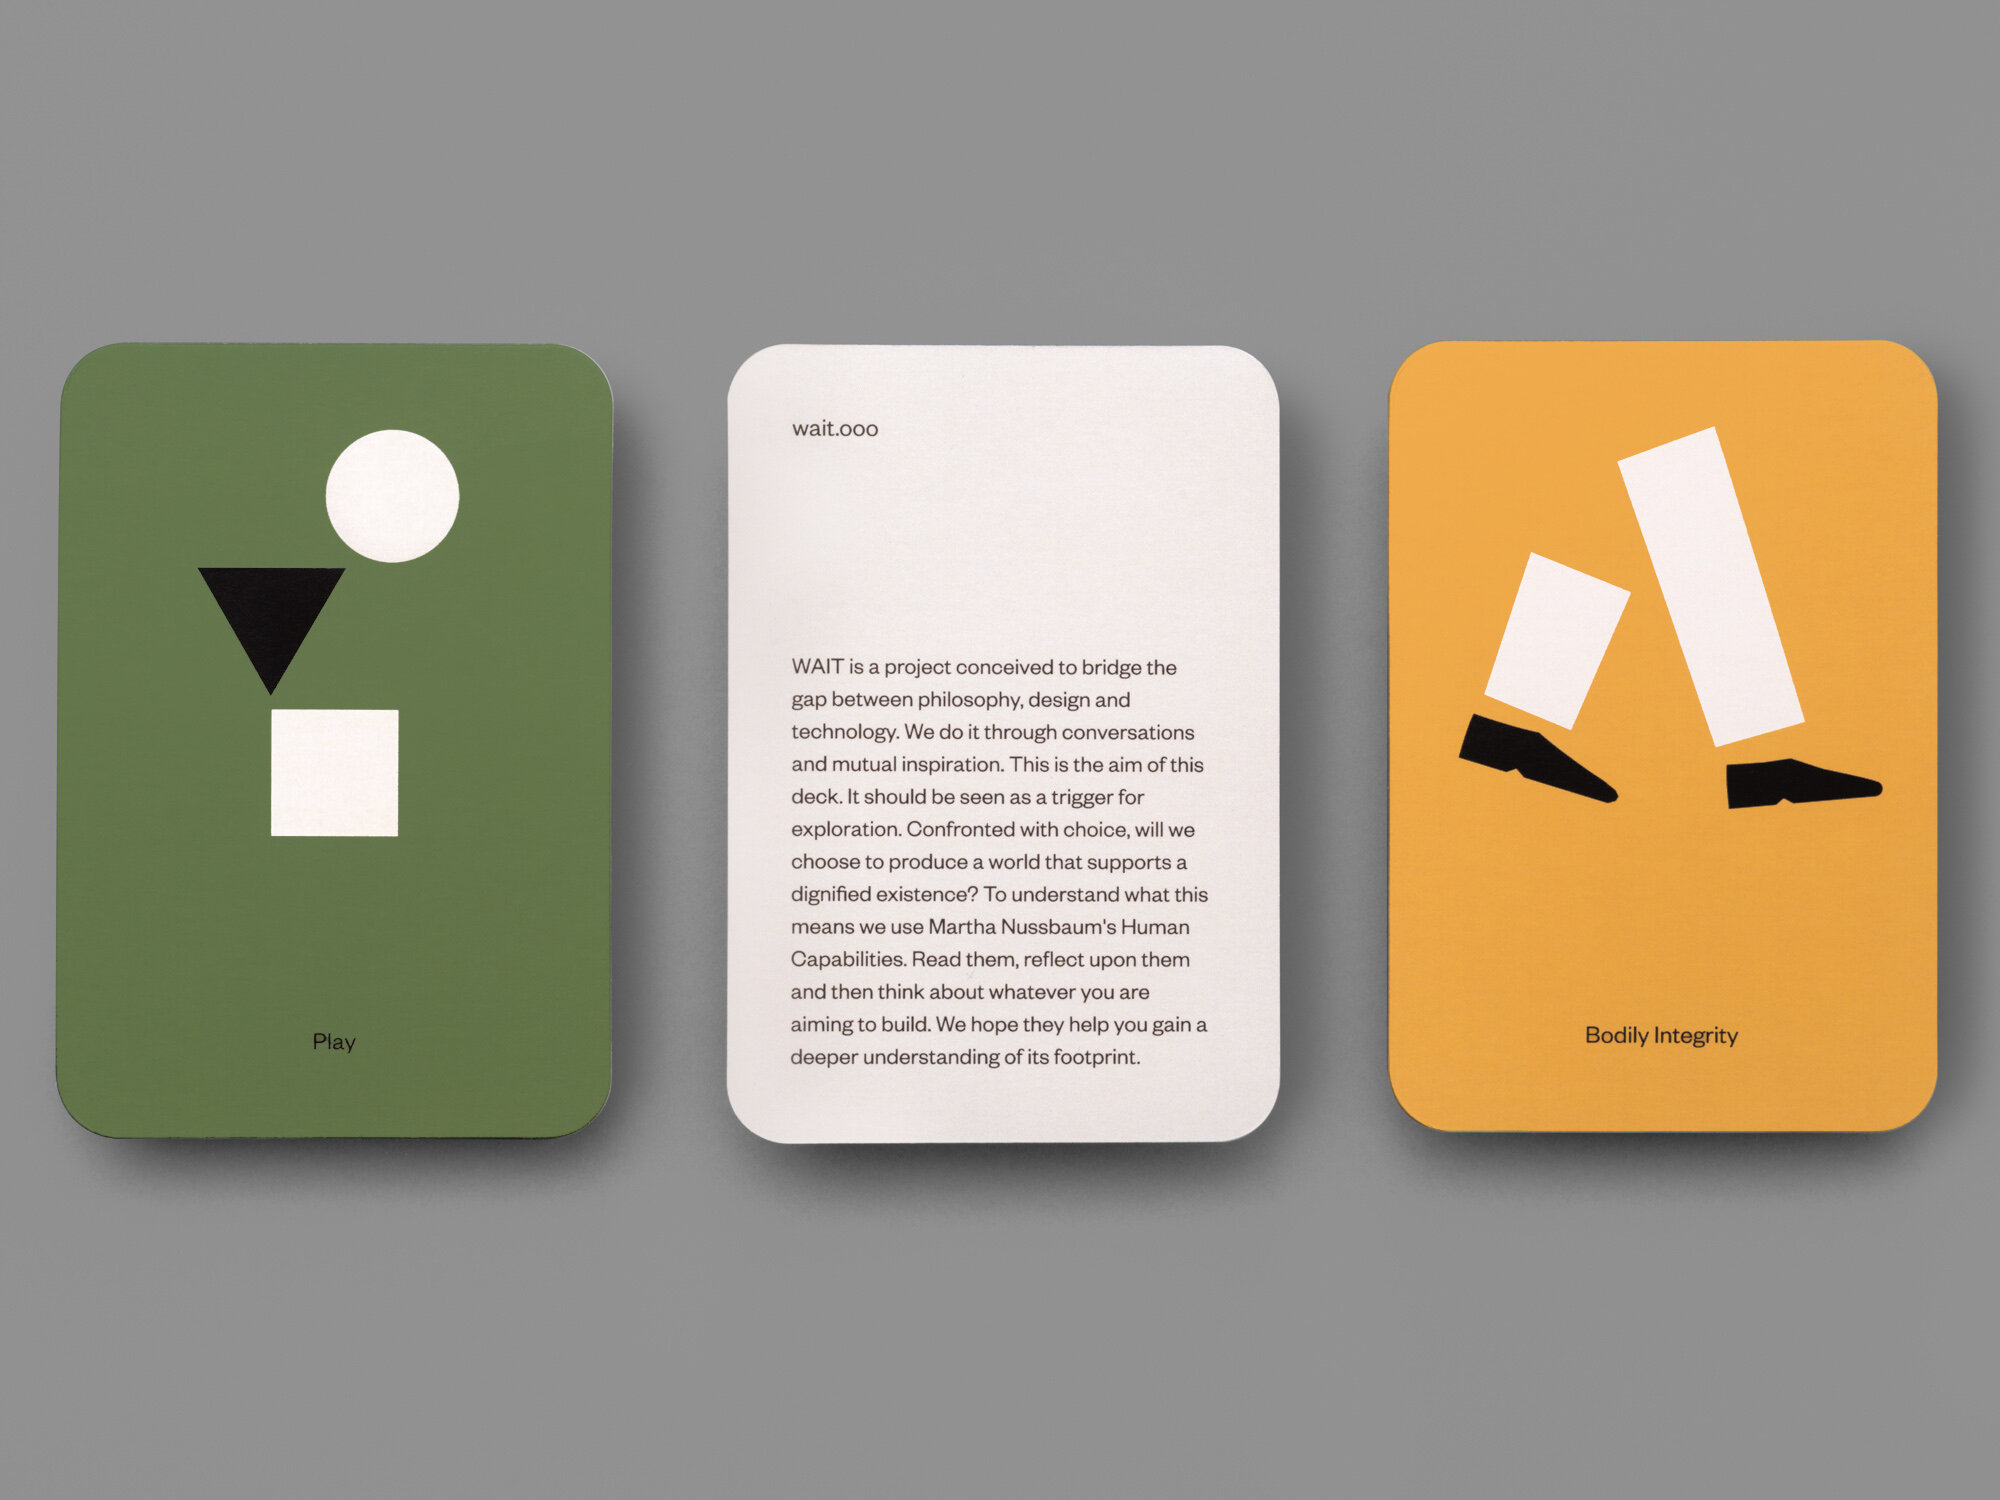 Play
wait.ooo
WAIT is a project conceived to bridge the
gap between philosophy, design and
technology. We do it through conversations
and mutual inspiration. This is the aim of this
deck. It should be seen as a trigger for
exploration. Confronted with choice, will we
choose to produce a world that supports a
dignified existence? To understand what this
means we use Martha Nussbaum's Human
Capabilities. Read them, reflect upon them
and then think about whatever you are
aiming to build. We hope they help you gain a
deeper understanding of its footprint.
Bodily Integrity